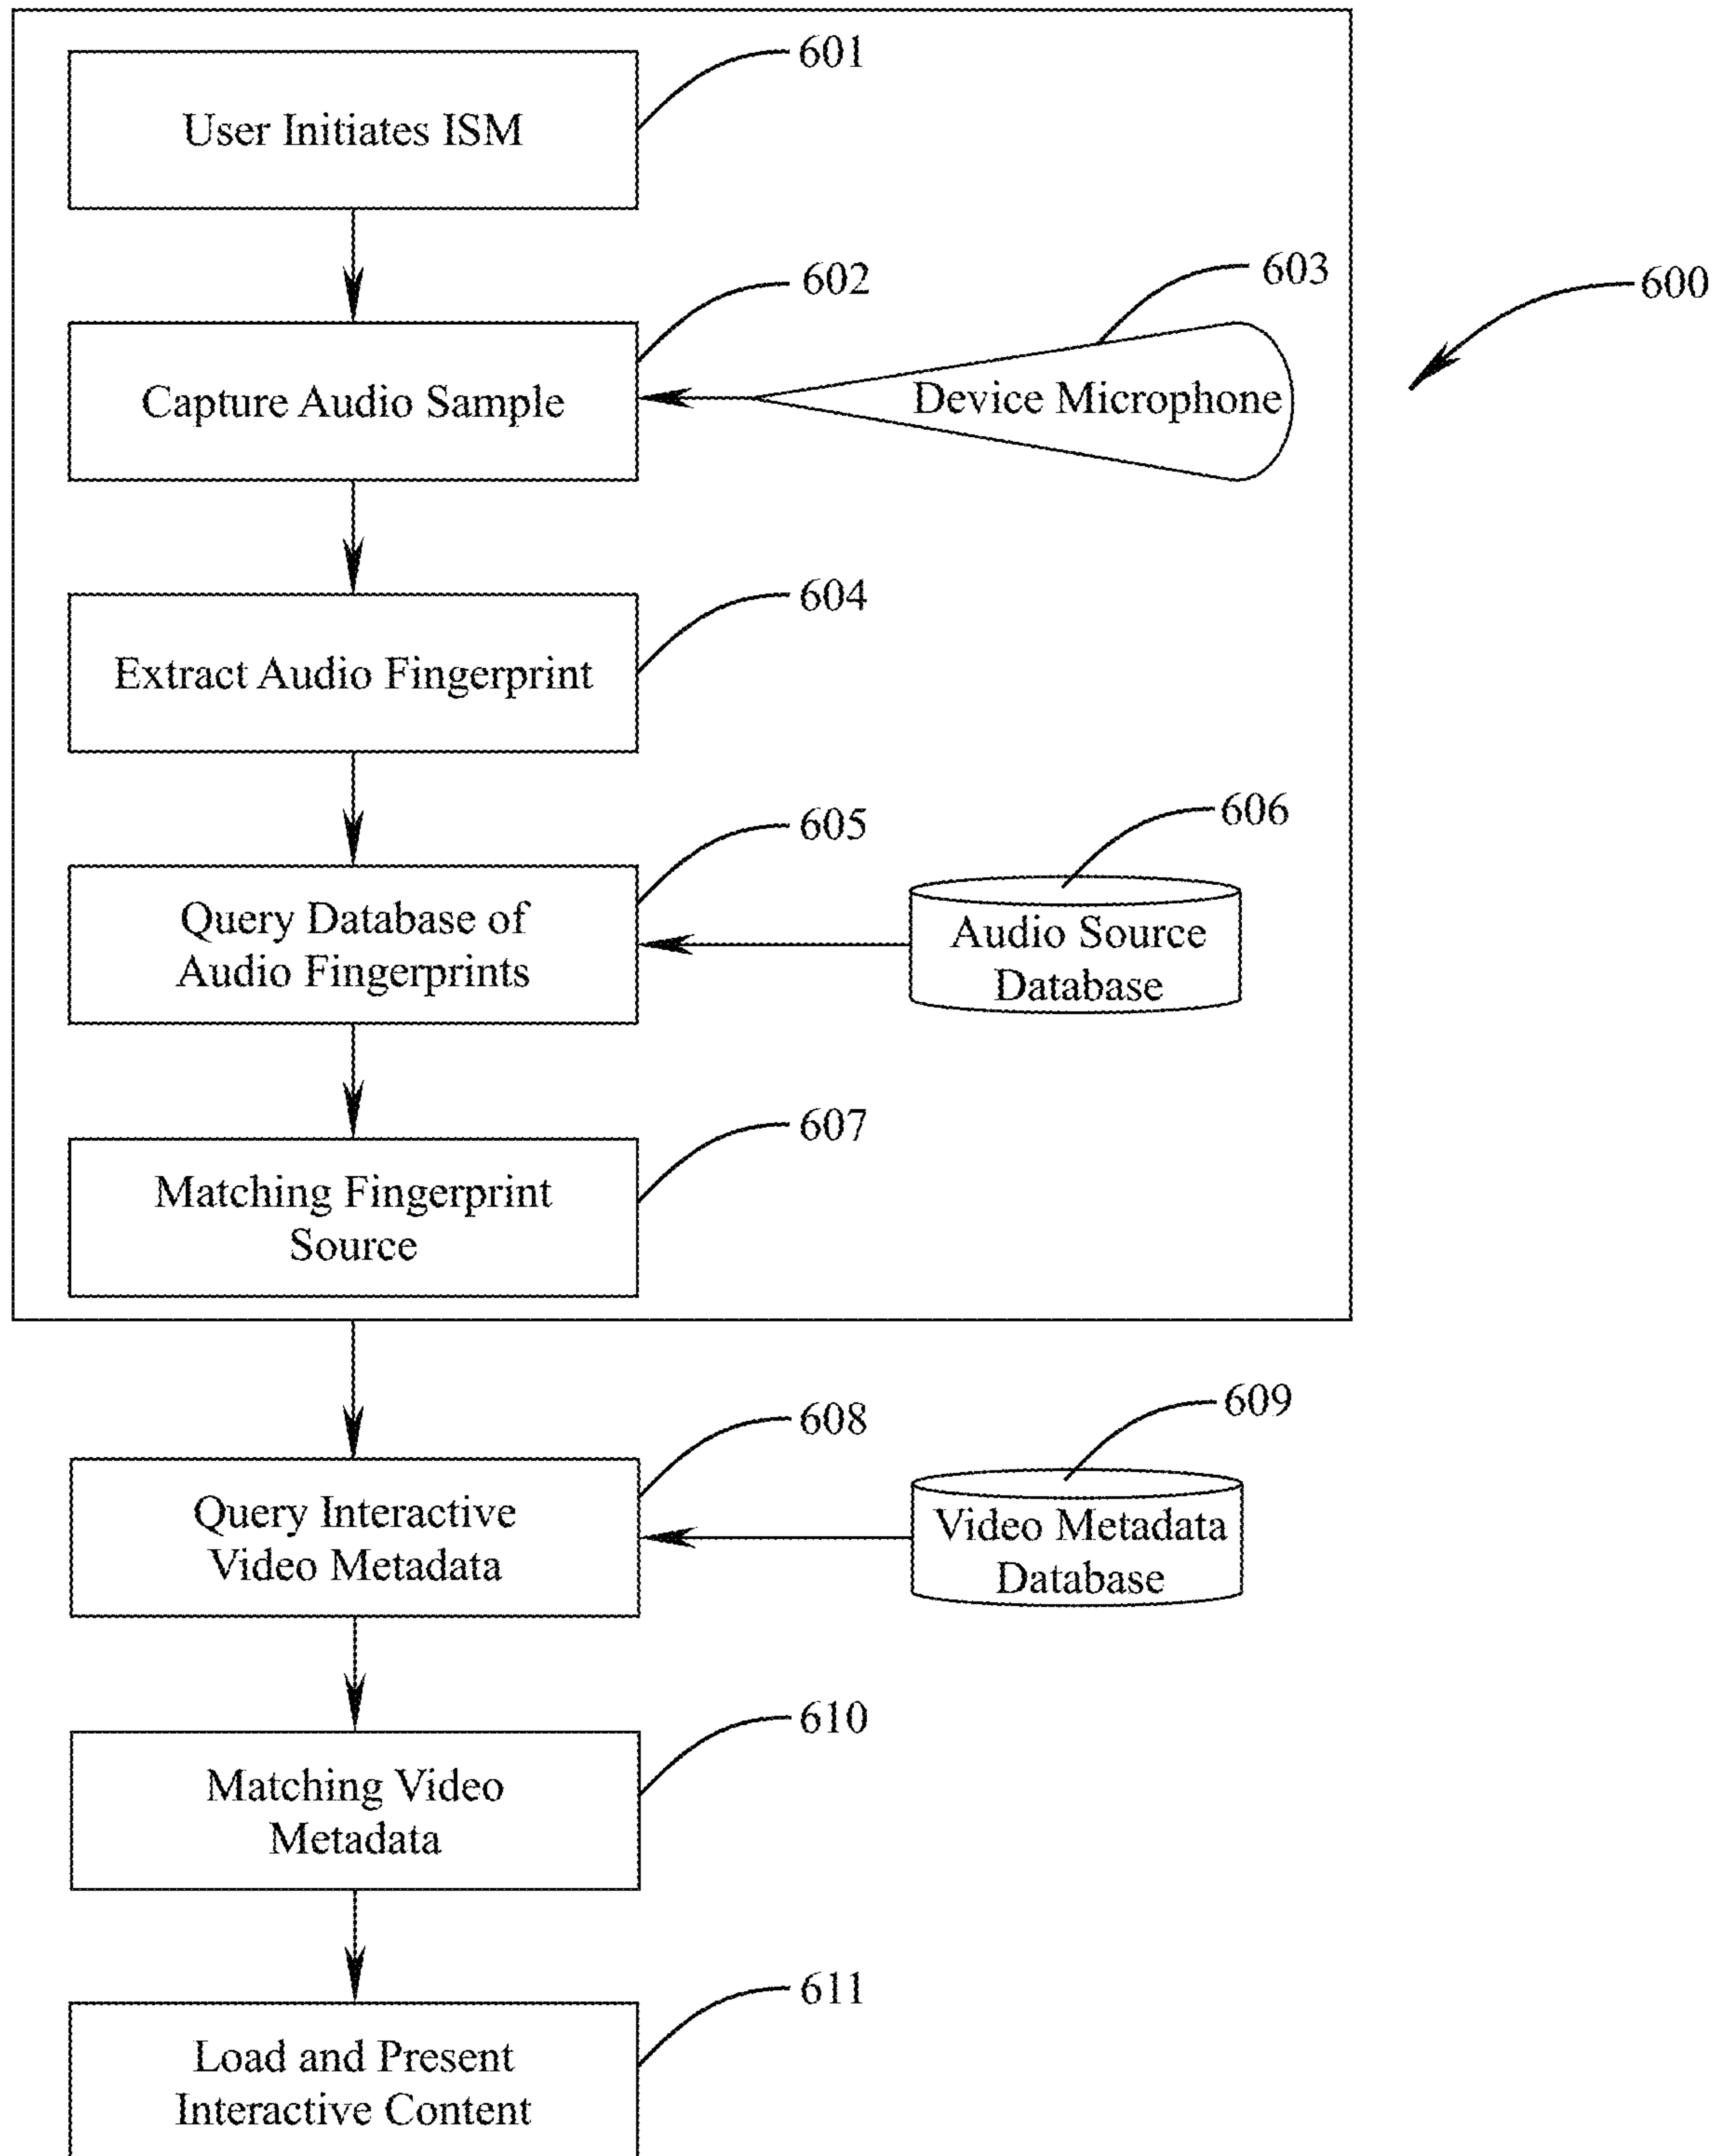 601
User Initiates ISM
602
603
600
Capture Audio Sample
Device Microphone
604
Extract Audio Fingerprint
605
606
Query Database of
Audio Fingerprints
Audio Source
Database
607
Matching Fingerprint
Source
608
609
Query Interactive
Video Metadata
Video Metadata
Database
610
Matching Video
Metadata
611
Load and Present
Interactive Content